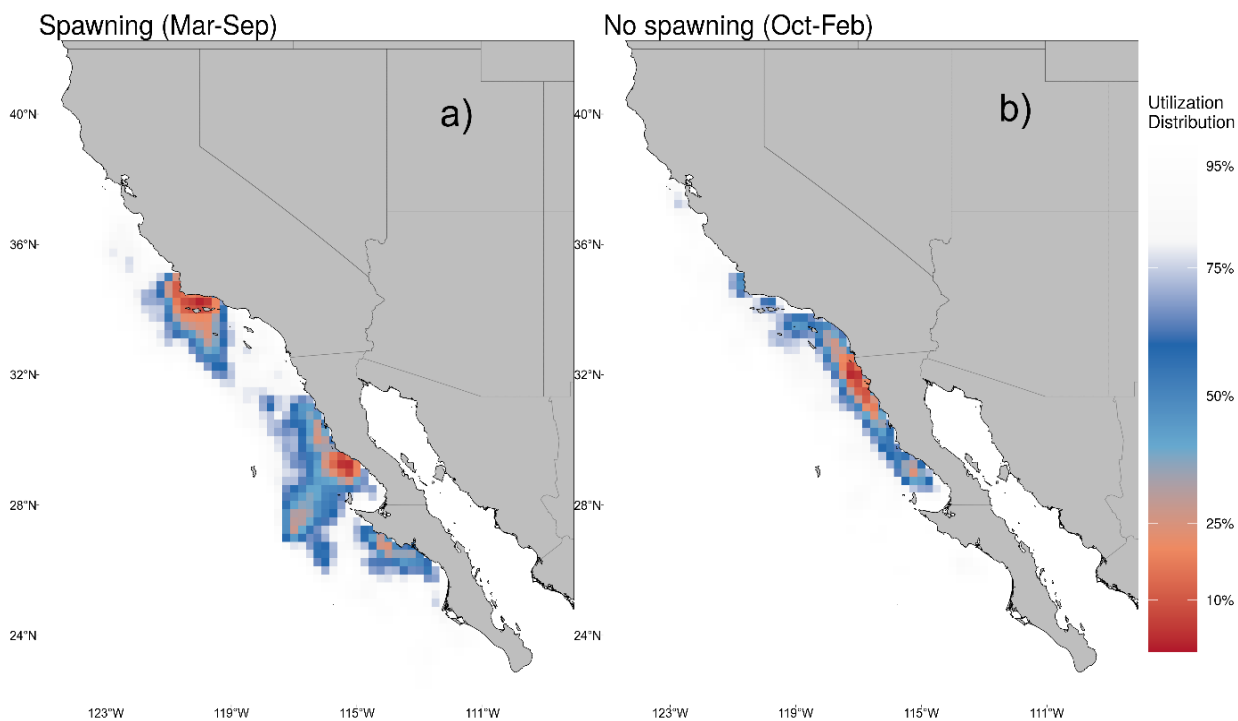 Spawning (Mar-Sep)
No spawning (Oct-Feb)
a)
b)
Utilization
Distribution
95%
75%
50%
25%
10%
40°N
36°N
32°N
28°N
24°N
40°N
36°N
32°N
28°N
24°N
123°W 119°W 115°W 111°W
123°W 119°W 115°W 111°W